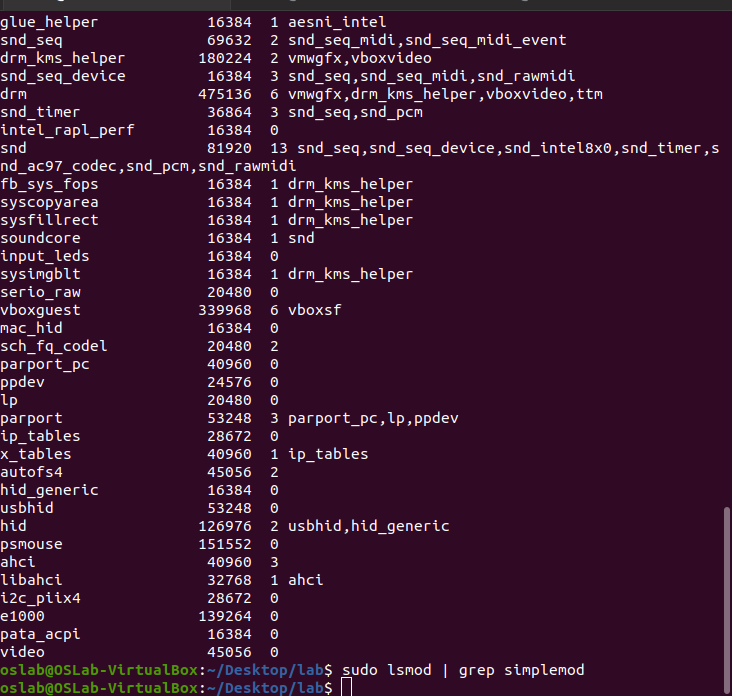 glue_helper            16384  1 aesni_intel
snd_seq                69632  2 snd_seq_midi,snd_seq_midi_event
drm_kms_helper        180224  2 vmwgfx,vboxvideo
snd_seq_device         16384  3 snd_seq,snd_seq_midi,snd_rawmidi
drm                   475136  6 vmwgfx,drm_kms_helper,vboxvideo,ttm
snd_timer              36864  3 snd_seq,snd_pcm
intel_rapl_perf        16384  0
snd                    81920  13 snd_seq,snd_seq_device,snd_intel8x0,snd_timer,s
nd_ac97_codec,snd_pcm,snd_rawmidi
fb_sys_fops            16384  1 drm_kms_helper
syscopyarea            16384  1 drm_kms_helper
sysfillrect            16384  1 drm_kms_helper
soundcore              16384  1 snd
input_leds             16384  0
sysimgblt              16384  1 drm_kms_helper
serio_raw              20480  0
vboxguest             339968  6 vboxsf
mac_hid                16384  0
sch_fq_codel           20480  2
parport_pc             40960  0
ppdev                  24576  0
lp                     20480  0
parport                53248  3 parport_pc,lp,ppdev
ip_tables              28672  0
x_tables               40960  1 ip_tables
autofs4                45056  2
hid_generic            16384  0
usbhid                 53248  0
hid                   126976  2 usbhid,hid_generic
psmouse               151552  0
ahci                   40960  3
libahci                32768  1 ahci
i2c_piix4              28672  0
e1000                 139264  0
pata_acpi              16384  0
video                  45056  0
oslab@OSLab-VirtualBox:~/Desktop/lab$ sudo lsmod | grep simplemod
oslab@OSLab-VirtualBox:~/Desktop/lab$